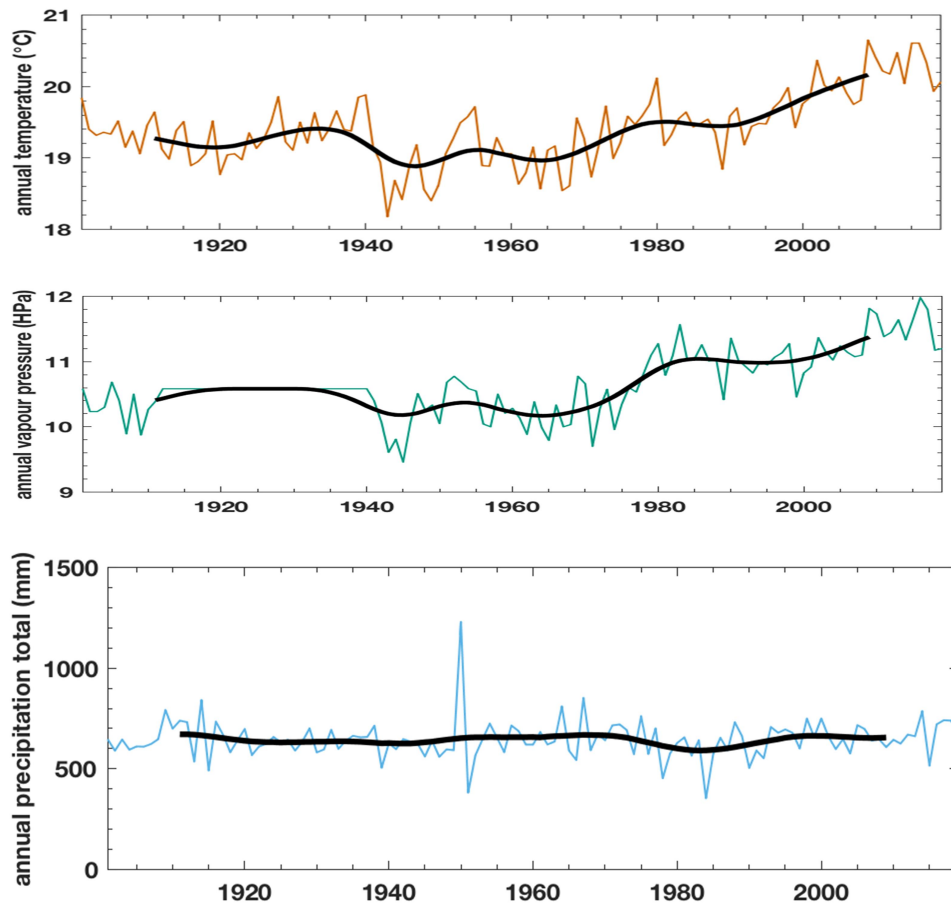 21
20
19
18
annual temperature (°C)
1920 1940 1960 1980 2000
12
11
10
9
annual vapour pressure (HPa)
1920 1940 1960 1980 2000
1500
1000
500
0
annual precipitation total (mm)
1920 1940 1960 1980 2000